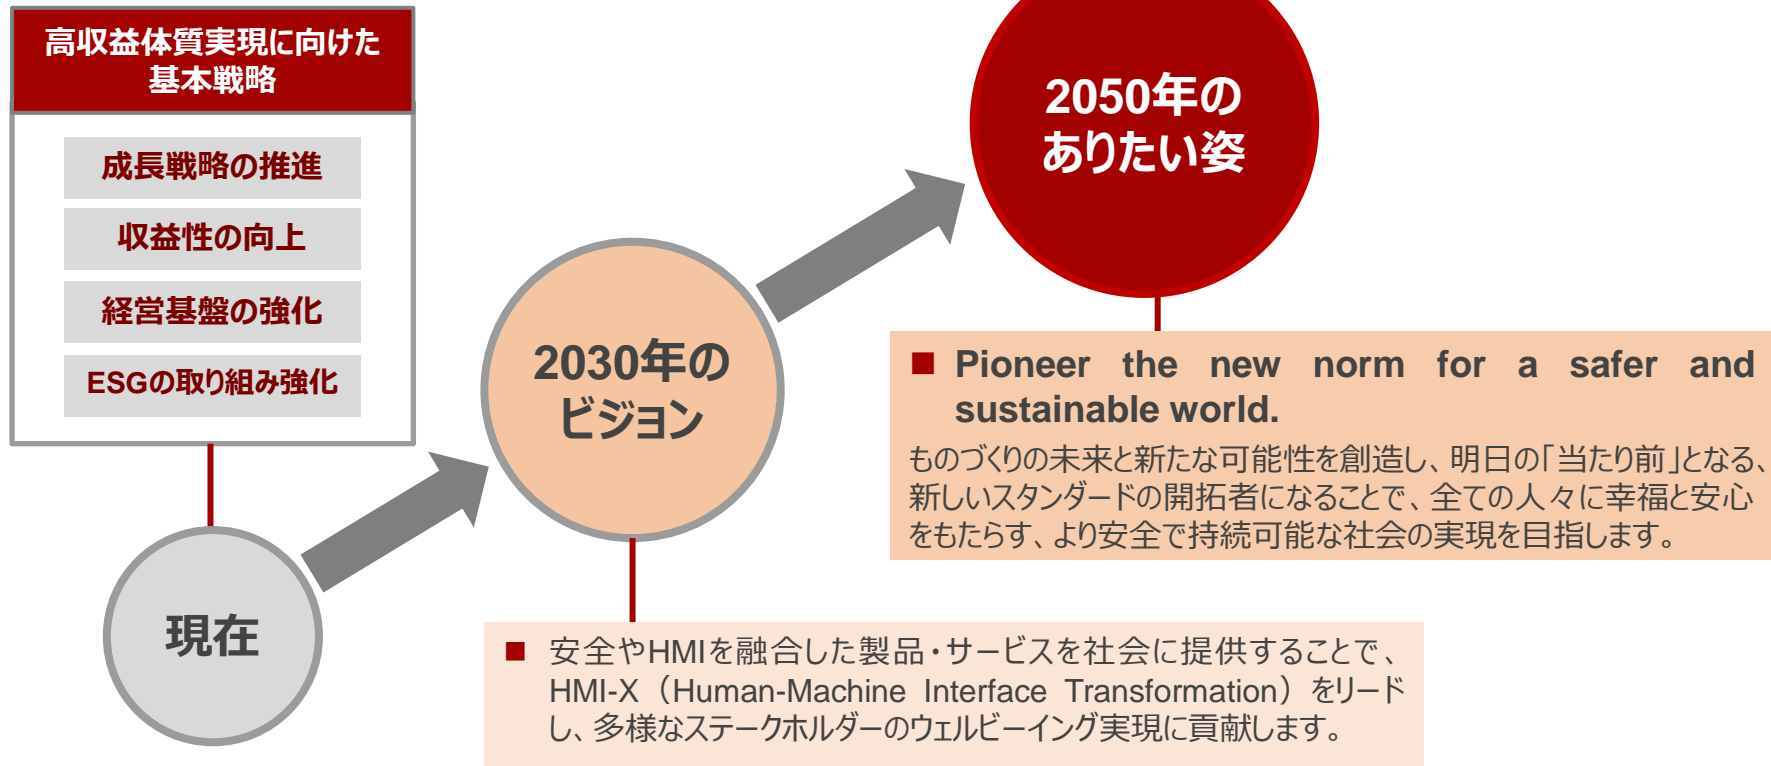 高収益体質実現に向けた
基本戦略
成長戦略の推進
収益性の向上
経営基盤の強化
ESGの取り組み強化
現在
2030年の
ビジョン
■ 安全やHMIを融合した製品・サービスを社会に提供することで、
HMI-X（Human-Machine Interface Transformation）をリード
し、多様なステークホルダーのウェルビーイング実現に貢献します。
2050年の
ありたい姿
■ Pioneer the new norm for a safer and
sustainable world.
ものづくりの未来と新たな可能性を創造し、明日の「当たり前」となる、
新しいスタンダードの開拓者になることで、全ての人々に幸福と安心
をもたらす、より安全で持続可能な社会の実現を目指します。